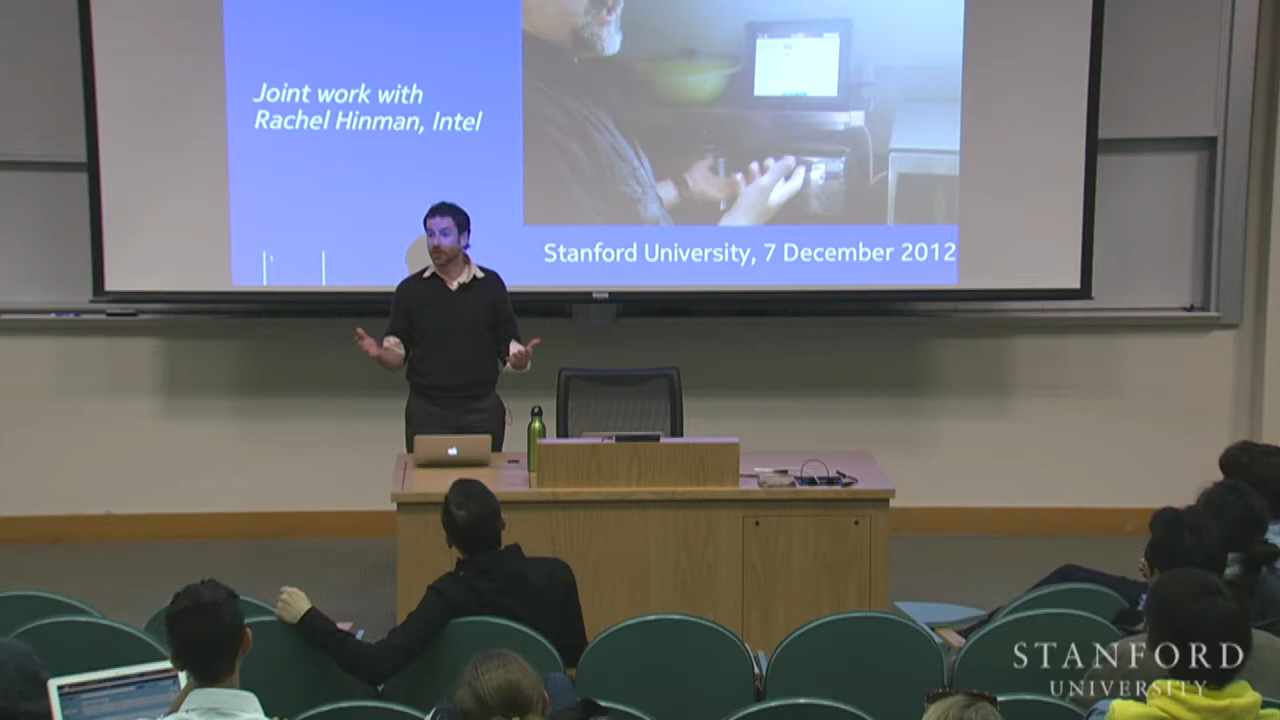 Joint work with
Rachel Hinman, Intel
Stanford University, 7 December 2012
STANFORD
UNIVERSITY